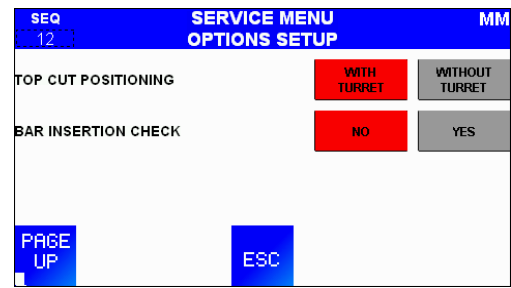 SEQ SERVICE MENU MM
12 OPTIONS SETUP
TOP CUT POSITIONING WITH TURRET WITHOUT TURRET
BAR INSERTION CHECK NO YES
PAGE UP ESC